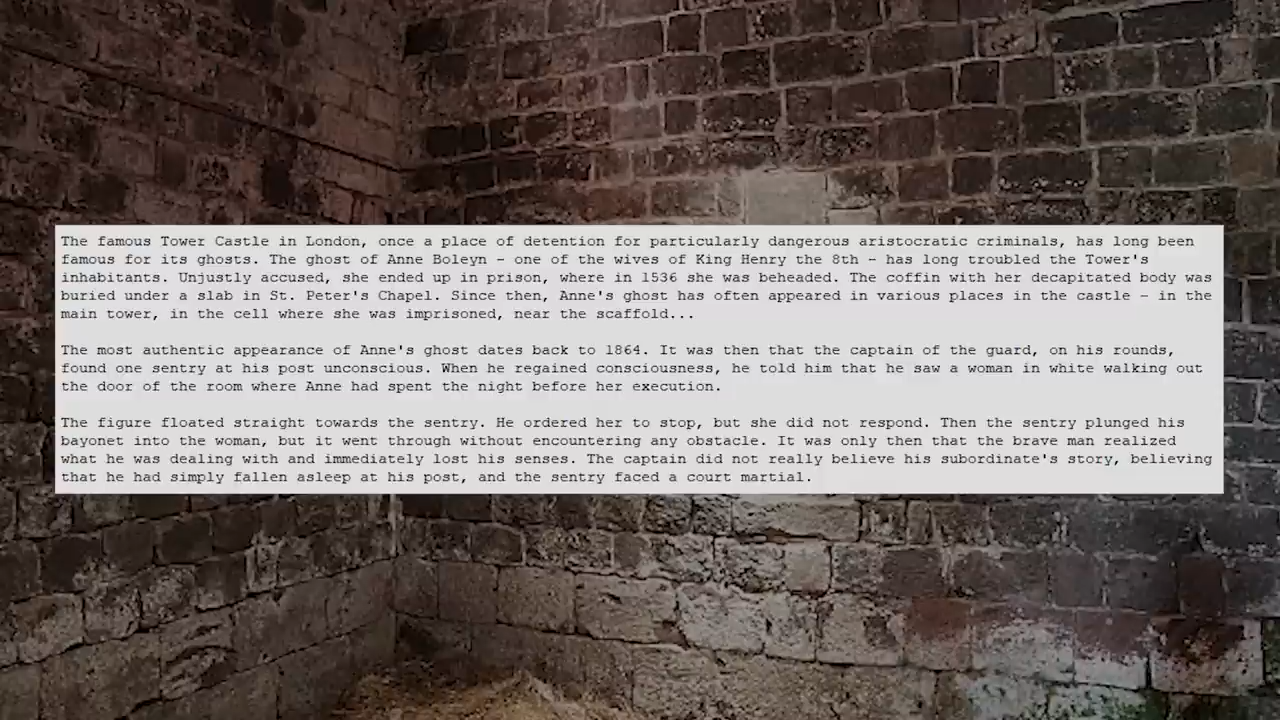 The famous Tower Castle in London, once a place of detention for particularly dangerous aristocratic criminals, has long been
famous for its ghosts. The ghost of Anne Boleyn - one of the wives of King Henry the 8th - has long troubled the Tower's
inhabitants. Unjustly accused, she ended up in prison, where in 1536 she was beheaded. The coffin with her decapitated body was
buried under a slab in St. Peter's Chapel. Since then, Anne's ghost has often appeared in various places in the castle - in the
main tower, in the cell where she was imprisoned, near the scaffold...
The most authentic appearance of Anne's ghost dates back to 1864. It was then that the captain of the guard, on his rounds,
found one sentry at his post unconscious. When he regained consciousness, he told him that he saw a woman in white walking out
the door of the room where Anne had spent the night before her execution.
The figure floated straight towards the sentry. He ordered her to stop, but she did not respond. Then the sentry plunged his
bayonet into the woman, but it went through without encountering any obstacle. It was only then that the brave man realized
what he was dealing with and immediately lost his senses. The captain did not really believe his subordinate's story, believing
that he had simply fallen asleep at his post, and the sentry faced a court martial.